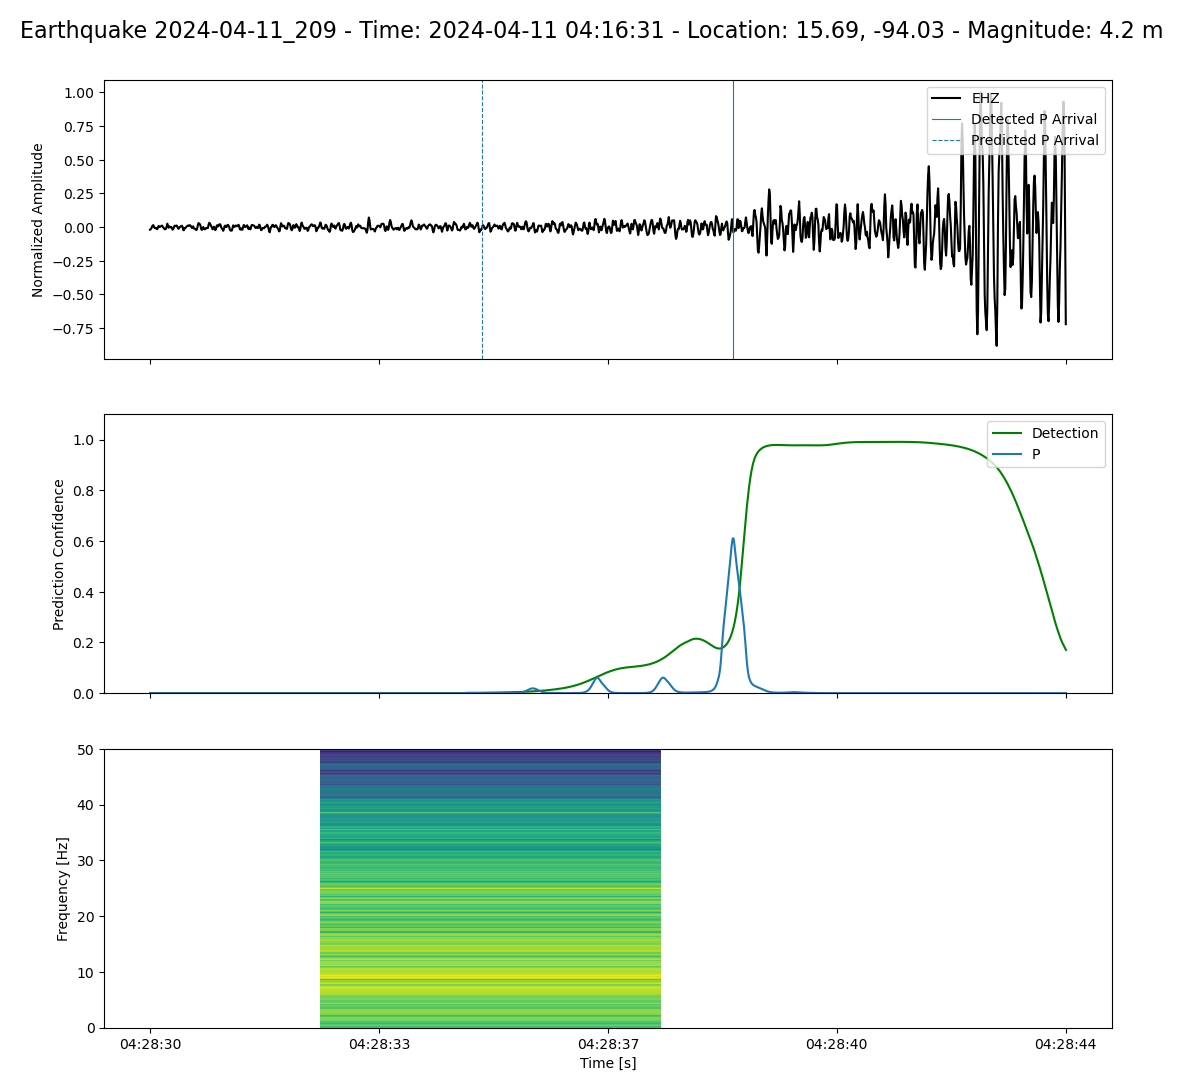 Earthquake 2024-04-11_209 - Time: 2024-04-11 04:16:31 - Location: 15.69, -94.03 - Magnitude: 4.2 m
EHZ
Detected P Arrival
Predicted P Arrival
1.00
0.75
0.50
0.25
0.00
−0.25
−0.50
−0.75
Normalized Amplitude
Detection
P
1.0
0.8
0.6
0.4
0.2
0.0
Prediction Confidence
50
40
30
20
10
0
Frequency [Hz]
04:28:30
04:28:33
04:28:37
04:28:40
04:28:44
Time [s]